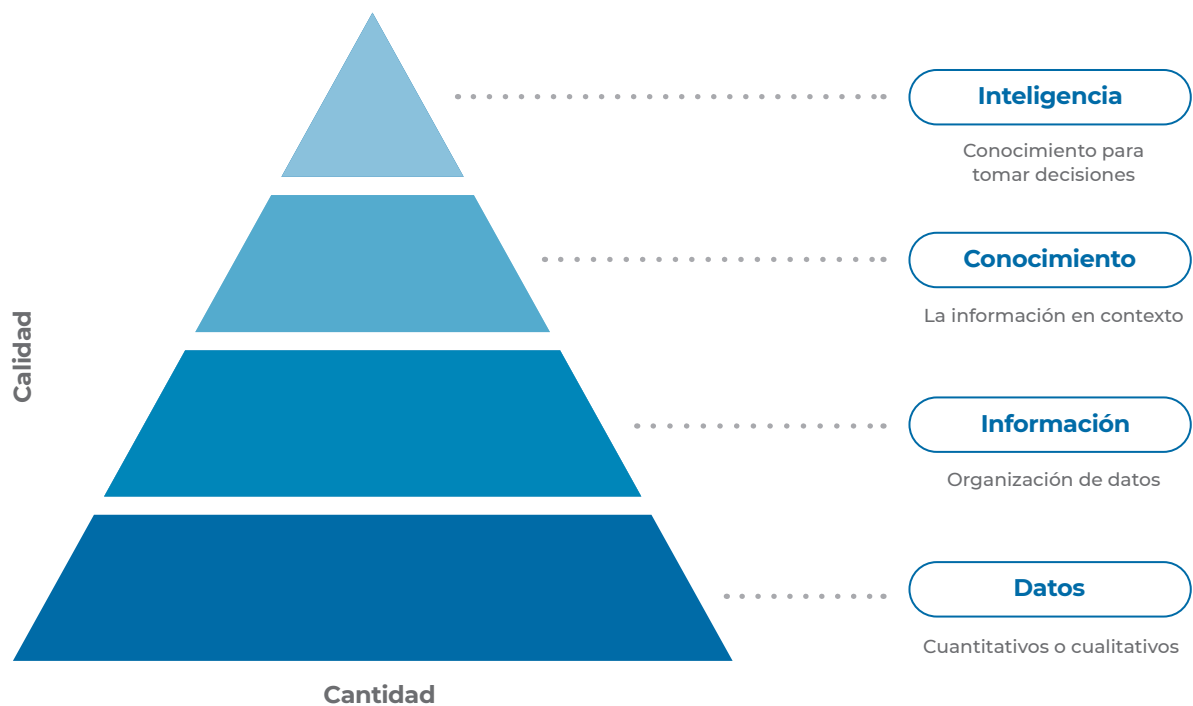 Inteligencia
Conocimiento para
tomar decisiones
Conocimiento
La información en contexto
Calidad
Información
Organización de datos
Datos
Cuantitativos o cualitativos
Cantidad